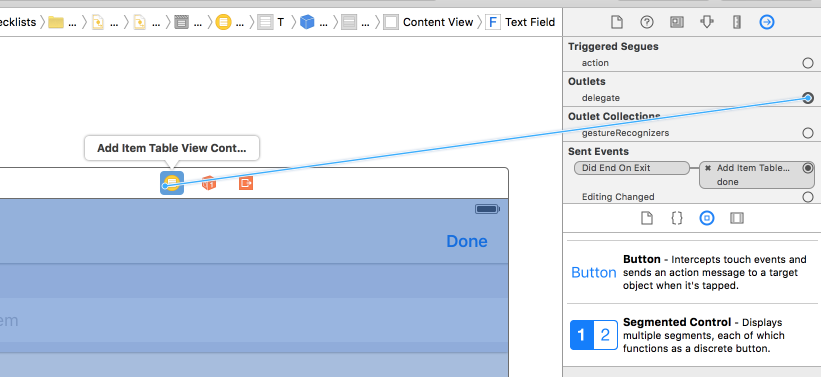 ecklists 〉 ... 〉 ... 〉 ... 〉 ... 〉 ... 〉 T 〉 〉 ... 〉 Content View 〉 F Text Field
Triggered Segues
action
Outlets
delegate
Outlet Collections
gestureRecognizers
Sent Events
Did End On Exit
Add Item Table...
done
Editing Changed
Add Item Table View Cont...
Done
em
Button
Button - Intercepts touch events and
sends an action message to a target
object when it's tapped.
1 2
Segmented Control - Displays
multiple segments, each of which
functions as a discrete button.